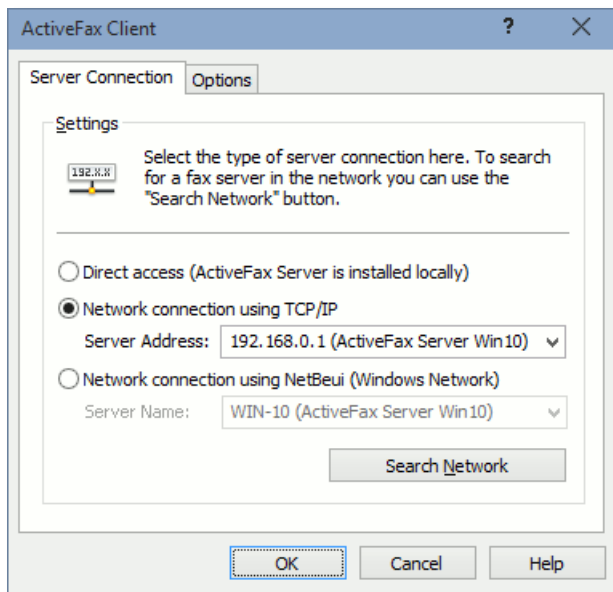 ActiveFax Client
?
Server Connection
Options
Settings
192.X.X
Select the type of server connection here. To search
for a fax server in the network you can use the
"Search Network" button.
Direct access (ActiveFax Server is installed locally)
Network connection using TCP/IP
Server Address: 192.168.0.1 (ActiveFax Server Win10)
Network connection using NetBeui (Windows Network)
Server Name: WIN-10 (ActiveFax Server Win10)
Search Network
OK Cancel Help